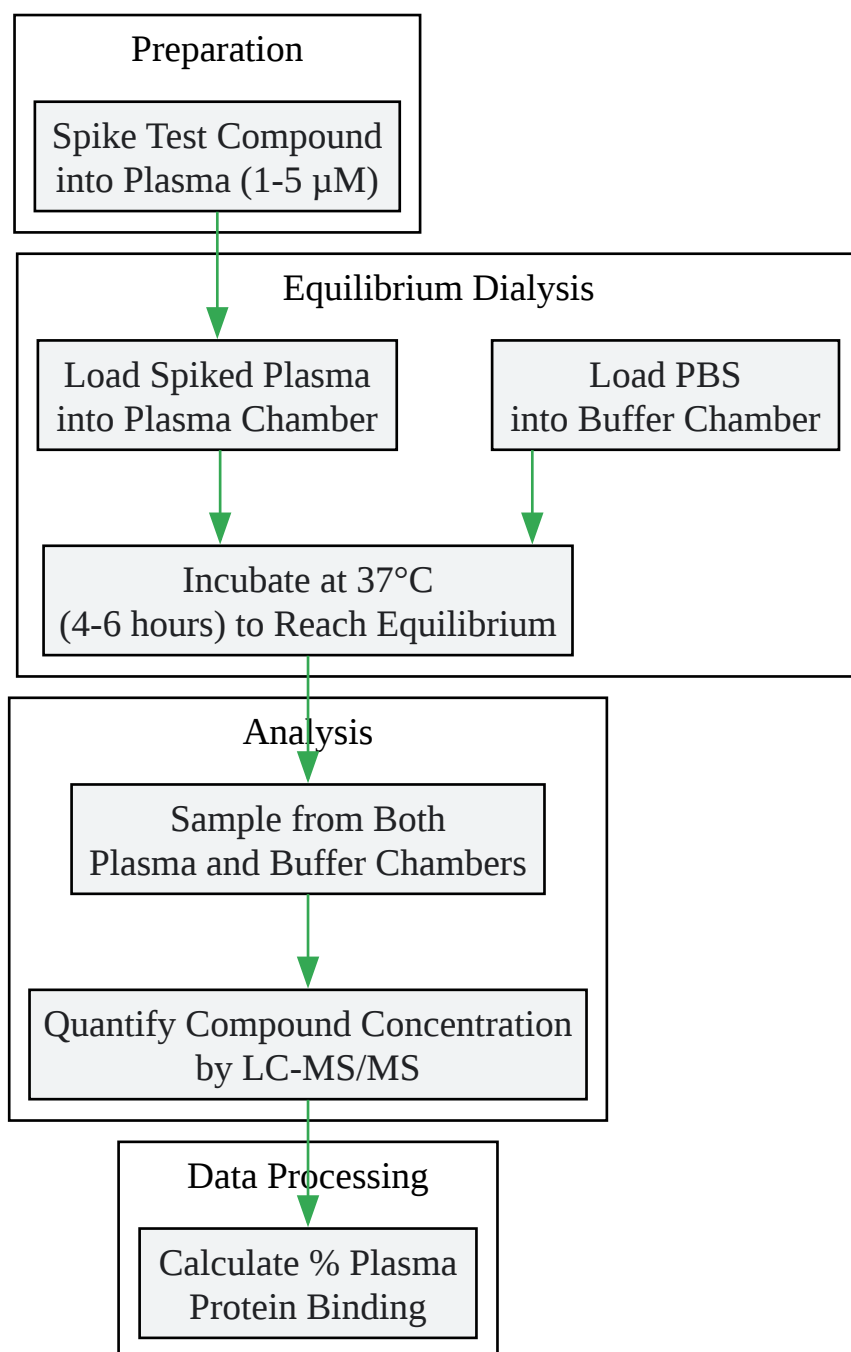 Preparation
Spike Test Compound
into Plasma (1-5 µM)
Equilibrium Dialysis
Load Spiked Plasma
into Plasma Chamber
Load PBS
into Buffer Chamber
Incubate at 37°C
(4-6 hours) to Reach Equilibrium
Analysis
Sample from Both
Plasma and Buffer Chambers
Quantify Compound Concentration
by LC-MS/MS
Data Processing
Calculate % Plasma
Protein Binding